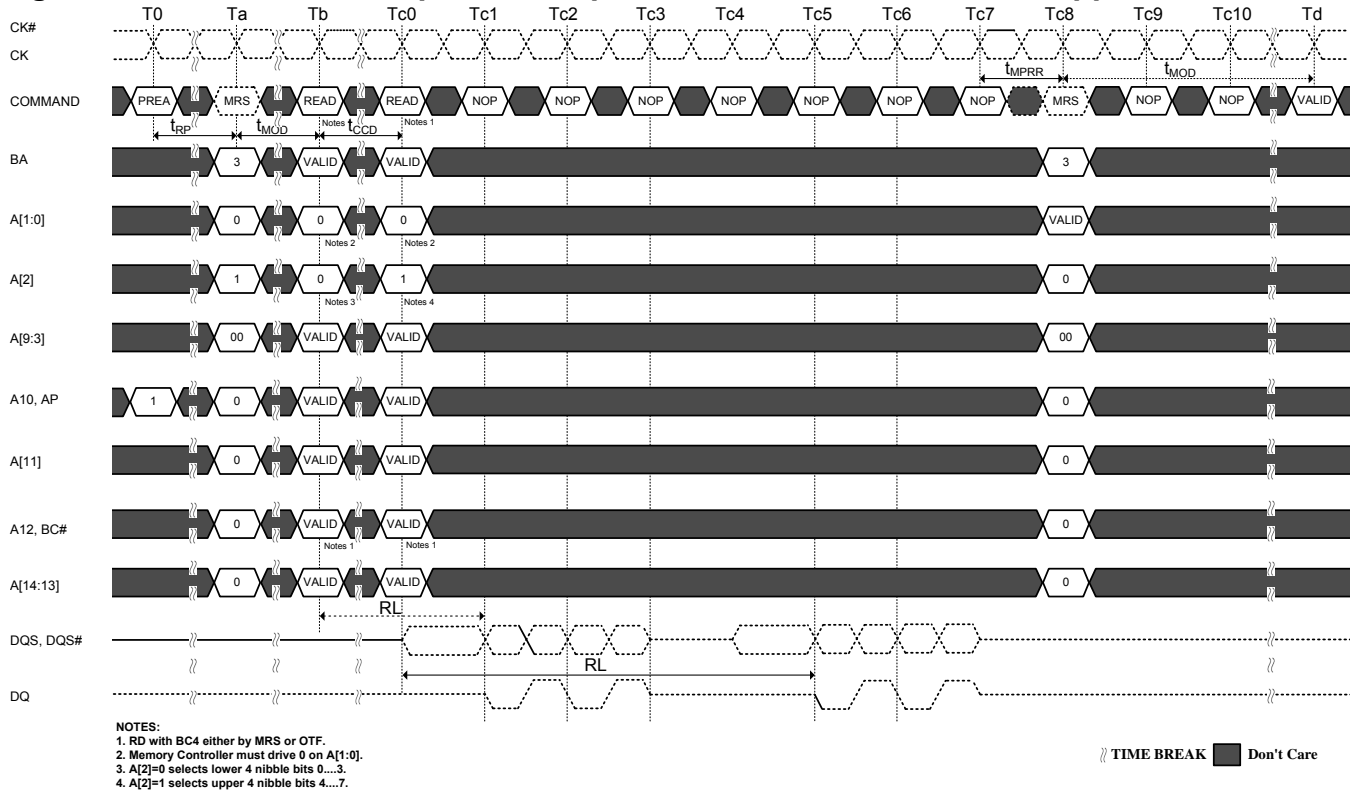 T0 Ta Tb Tc0 Tc1 Tc2 Tc3 Tc4 Tc5 Tc6 Tc7 Tc8 Tc9 Tc10 Td
CK#
CK
tMPRR tMOD
COMMAND PREA MRS READ READ NOP NOP NOP NOP NOP NOP NOP MRS NOP NOP VALID
Notes 1 Notes 1
tRP tMOD tCCD
BA 3 VALID VALID 3
A[1:0] 0 0 0 VALID
Notes 2 Notes 2
A[2] 1 0 1 0
Notes 3 Notes 4
A[9:3] 00 VALID VALID 00
A10, AP 1 0 VALID VALID 0
A[11] 0 VALID VALID 0
A12, BC# 0 VALID VALID 0
Notes 1 Notes 1
A[14:13] 0 VALID VALID 0
RL
DQS, DQS#
RL
DQ
NOTES:
1. RD with BC4 either by MRS or OTF.
2. Memory Controller must drive 0 on A[1:0].
3. A[2]=0 selects lower 4 nibble bits 0....3.
4. A[2]=1 selects upper 4 nibble bits 4....7.
TIME BREAK Don't Care